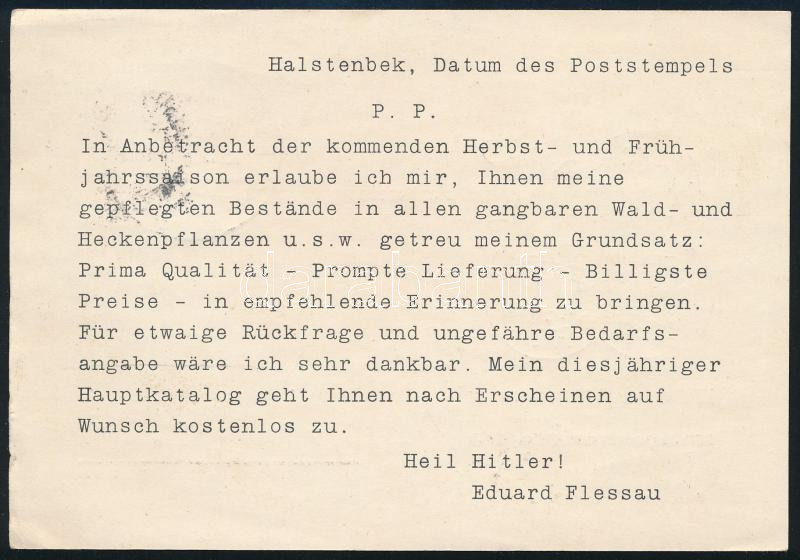 Halstenbek, Datum des Poststempels
P. P.
In Anbetracht der kommenden Herbst- und Früh-
jahrssaison erlaube ich mir, Ihnen meine
gepflegten Bestände in allen gangbaren Wald- und
Heckenpflanzen u.s.w. getreu meinem Grundsatz:
Prima Qualität - Prompte Lieferung - Billigste
Preise - in empfehlende Erinnerung zu bringen.
Für etwaige Rückfrage und ungefähre Bedarfs-
angabe wäre ich sehr dankbar. Mein diesjähriger
Hauptkatalog geht Ihnen nach Erscheinen auf
Wunsch kostenlos zu.
Heil Hitler!
Eduard Flessau
darabanth